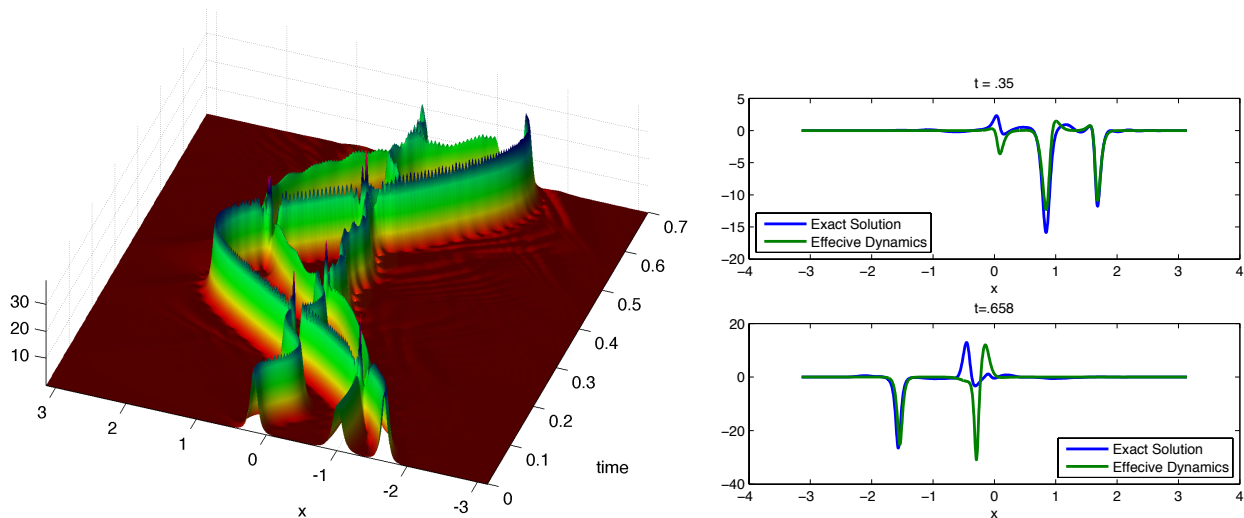 30
20
10
3
2
1
0
-1
-2
-3
x
0
0.1
0.2
0.3
0.4
0.5
0.6
0.7
time
t = .35
5
0
-5
-10
-15
-20
Exact Solution
Effecive Dynamics
-4 -3 -2 -1 0 1 2 3 4
x
t=.658
20
0
-20
-40
Exact Solution
Effecive Dynamics
-4 -3 -2 -1 0 1 2 3 4
x